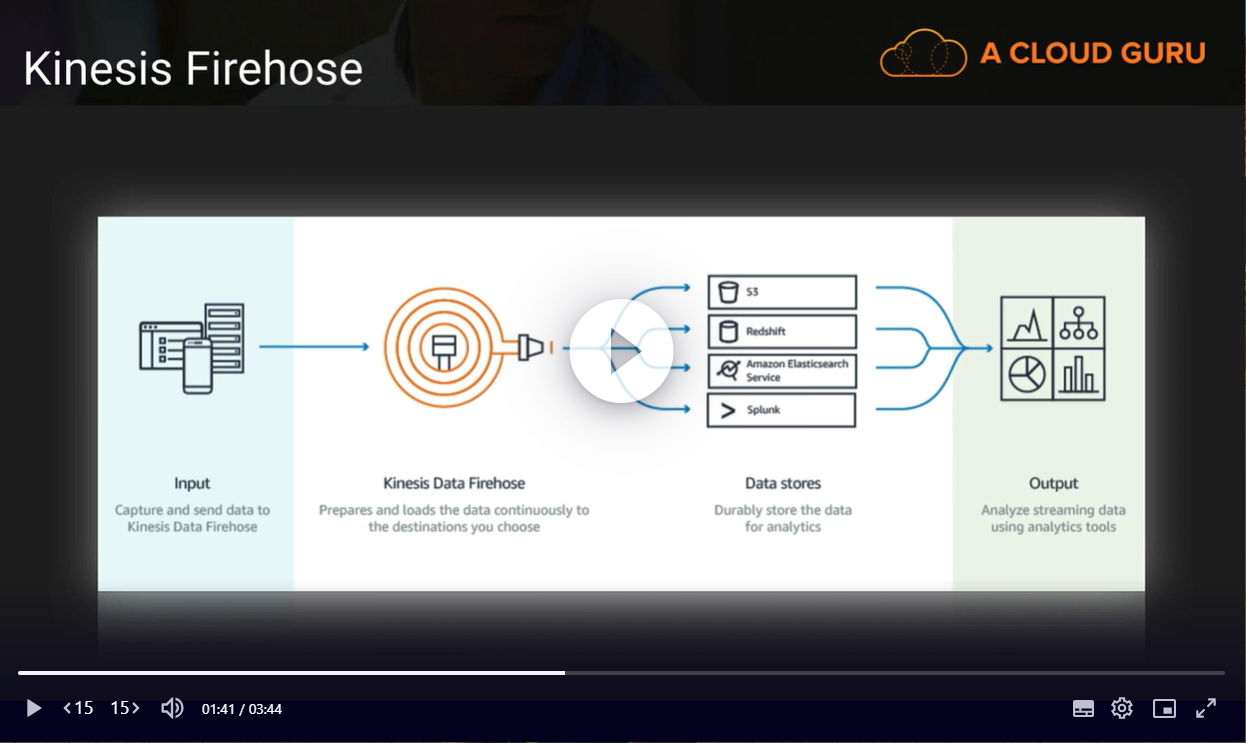 Kinesis Firehose
A CLOUD GURU
S3
Redshift
Amazon Elasticsearch
Service
Splunk
Input
Capture and send data to
Kinesis Data Firehose
Kinesis Data Firehose
Prepares and loads the data continuously to
the destinations you choose
Data stores
Durably store the data
for analytics
Output
Analyze streaming data
using analytics tools
15 15
01:41 / 03:44